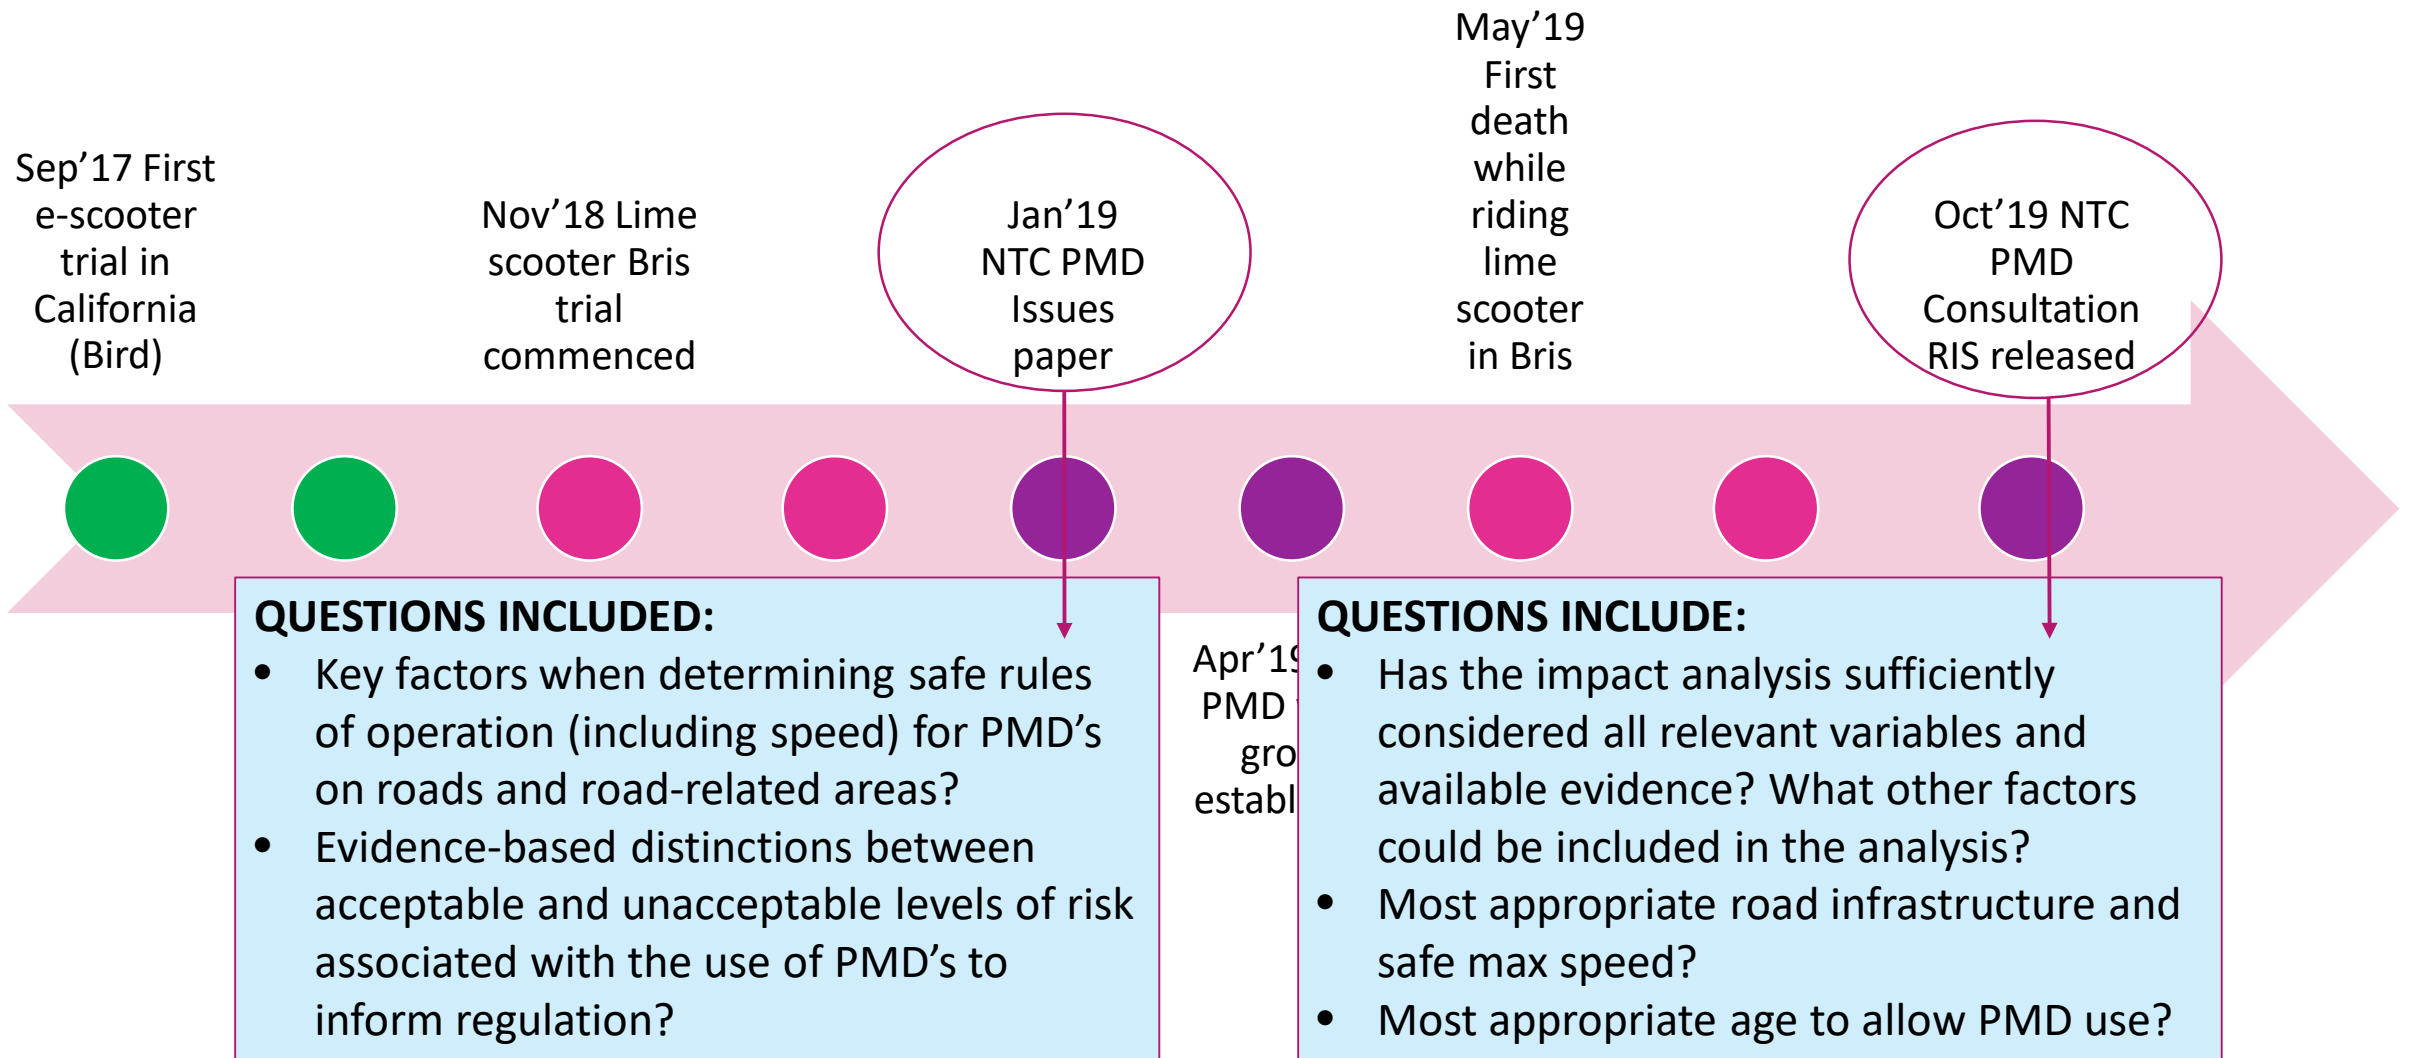 Sep’17 First
e-scooter
trial in
California
(Bird)
Nov’18 Lime
scooter Bris
trial
commenced
Jan’19
NTC PMD
Issues
paper
May’19
First
death
while
riding
lime
scooter
in Bris
Oct’19 NTC
PMD
Consultation
RIS released
QUESTIONS INCLUDED:
• Key factors when determining safe rules
of operation (including speed) for PMD’s
on roads and road-related areas?
• Evidence-based distinctions between
acceptable and unacceptable levels of risk
associated with the use of PMD’s to
inform regulation?
Apr’19
PMD
gro
establ
QUESTIONS INCLUDE:
• Has the impact analysis sufficiently
considered all relevant variables and
available evidence? What other factors
could be included in the analysis?
• Most appropriate road infrastructure and
safe max speed?
• Most appropriate age to allow PMD use?